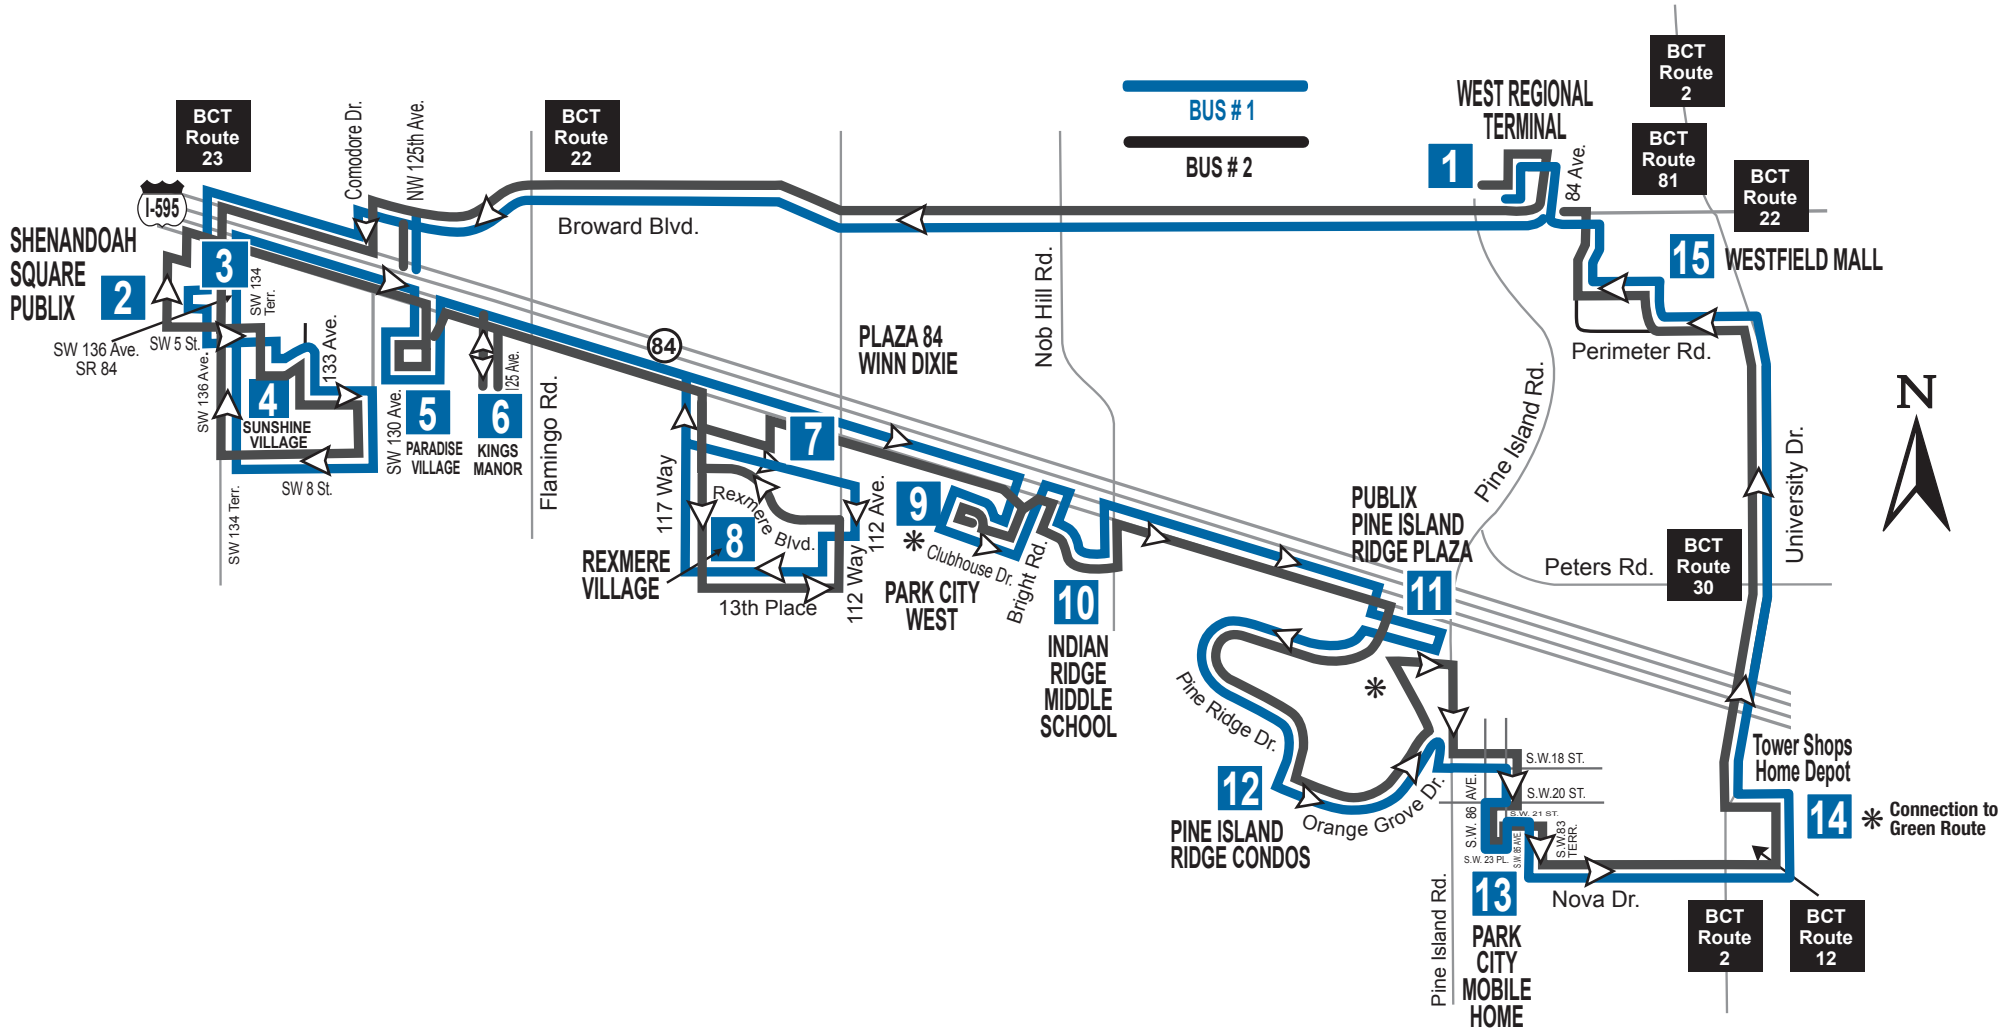 BCT
Route
2
BCT
Route
23
Comodore Dr.
NW 125th Ave.
BCT
Route
22
BUS # 1
BUS # 2
WEST REGIONAL
TERMINAL
1
84 Ave.
BCT
Route
81
BCT
Route
22
I-595
SHENANDOAH
SQUARE
PUBLIX
2
3
SW 134
Terr.
SW 136 Ave.
SR 84
SW 5 St.
SW 136 Ave.
133 Ave.
4
SUNSHINE
VILLAGE
SW 8 St.
SW 134 Terr.
SW 130 Ave.
5
PARADISE
VILLAGE
125 Ave.
6
KINGS
MANOR
Flamingo Rd.
Broward Blvd.
84
PLAZA 84
WINN DIXIE
Nob Hill Rd.
Pine Island Rd.
15
WESTFIELD MALL
Perimeter Rd.
University Dr.
N
7
117 Way
Rexmere Blvd.
8
REXMERE
VILLAGE
13th Place
112 Way
112 Ave.
9
Clubhouse Dr.
PARK CITY
WEST
Bright Rd.
10
INDIAN
RIDGE
MIDDLE
SCHOOL
PUBLIX
PINE ISLAND
RIDGE PLAZA
11
Peters Rd.
BCT
Route
30
Pine Ridge Dr.
12
PINE ISLAND
RIDGE CONDOS
Orange Grove Dr.
S.W.18 ST.
S.W.20 ST.
S.W. 86 AVE.
S.W. 21 ST.
S.W.83
TERR.
S.W. 85 AVE.
S.W. 23 PL.
13
PARK
CITY
MOBILE
HOME
Pine Island Rd.
Nova Dr.
Tower Shops
Home Depot
14
Connection to
Green Route
BCT
Route
2
BCT
Route
12